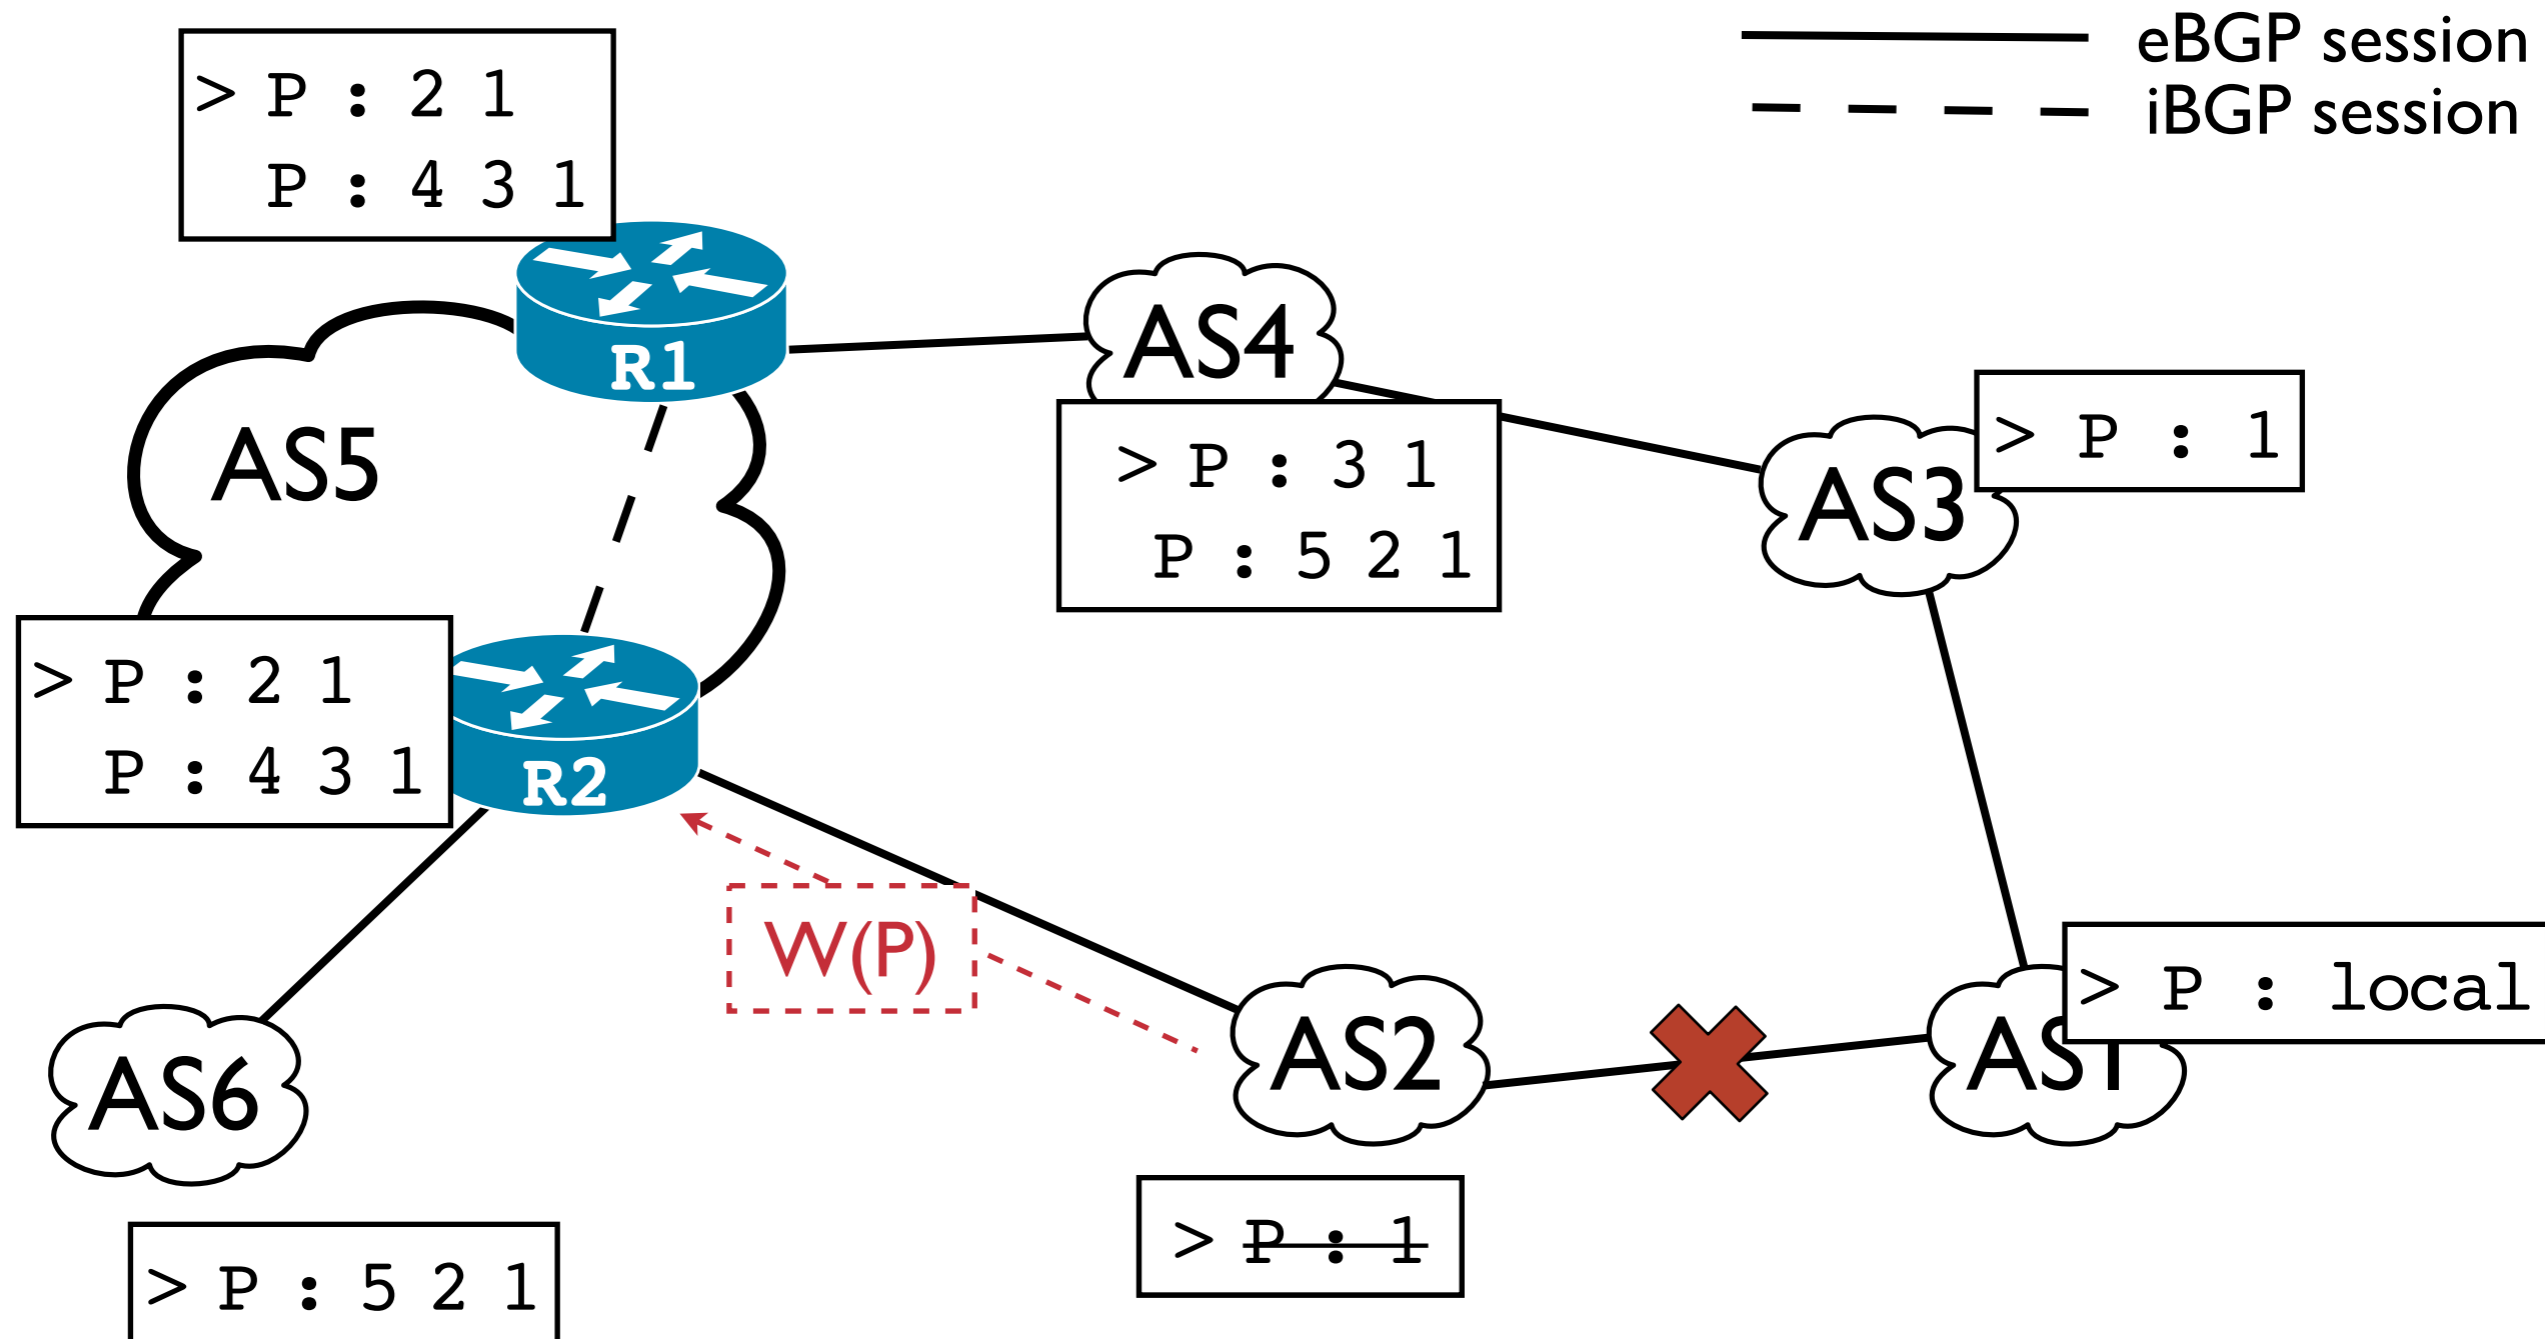 eBGP session
iBGP session
> P : 2 1
P : 4 3 1
R1
AS4
> P : 3 1
P : 5 2 1
> P : 1
AS3
AS5
> P : 2 1
P : 4 3 1
R2
W(P)
> P : local
AS1
AS2
AS6
> P : 1
> P : 5 2 1